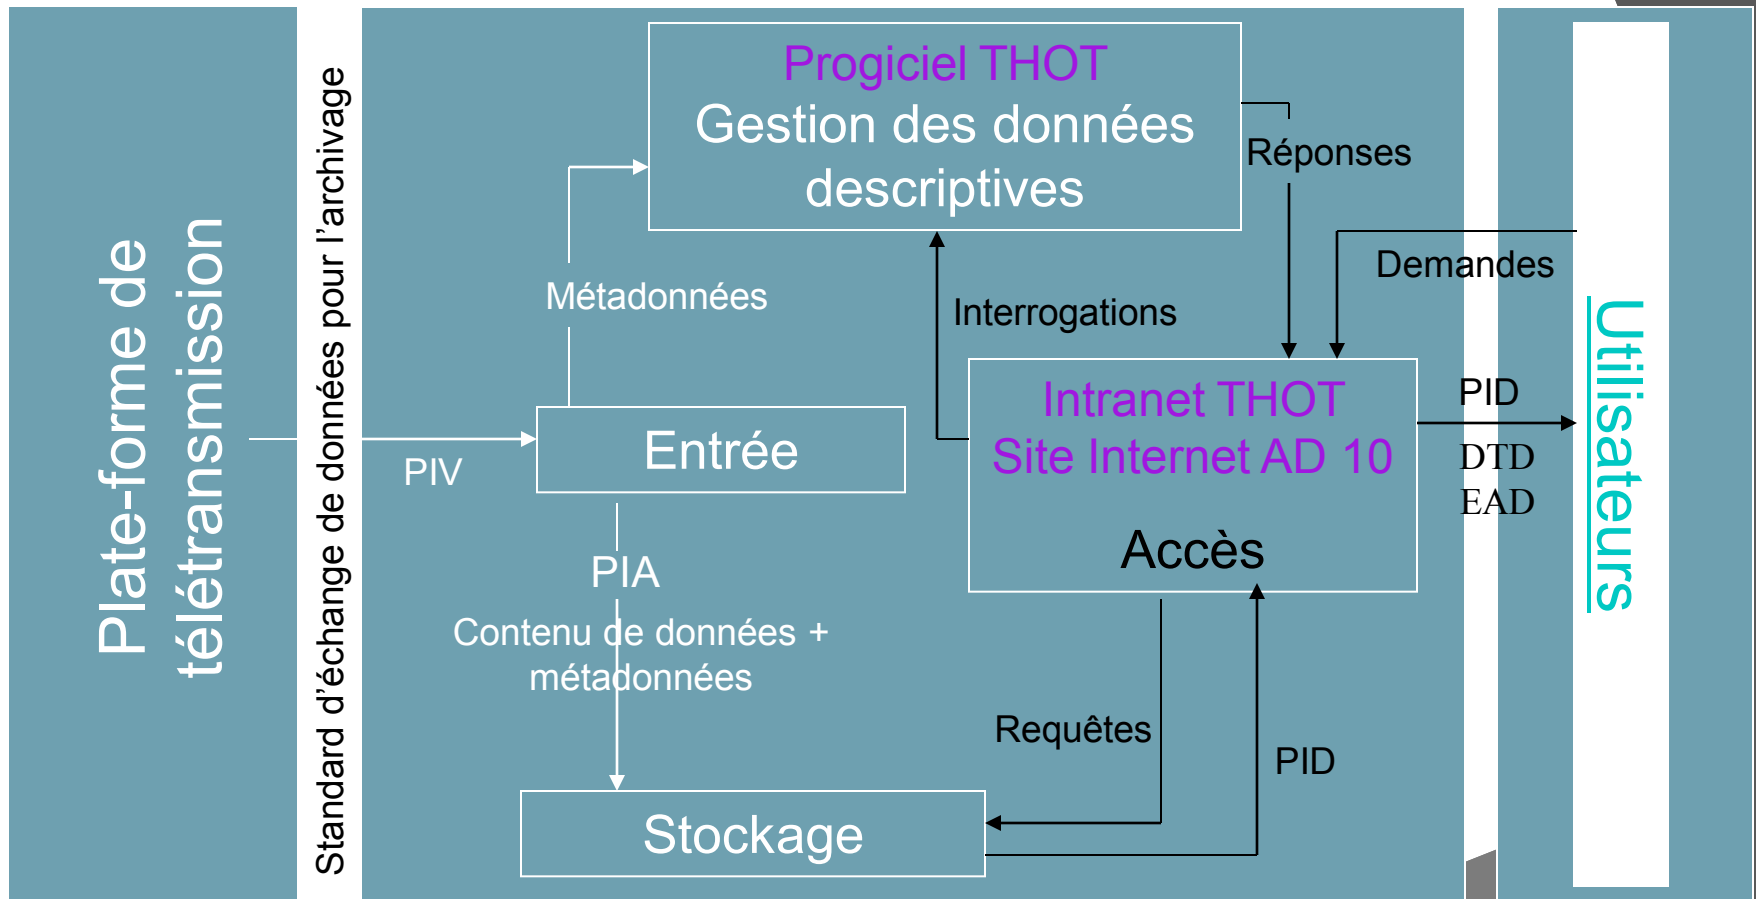 Plate-forme de
télétransmission
Standard d'échange de données pour l'archivage
Progiciel THOT
Gestion des données
descriptives
Réponses
Demandes
Métadonnées
Interrogations
Intranet THOT
Site Internet AD 10
Accès
PID
DTD
EAD
Utilisateurs
Entrée
PIV
PIA
Contenu de données +
métadonnées
Requêtes
PID
Stockage